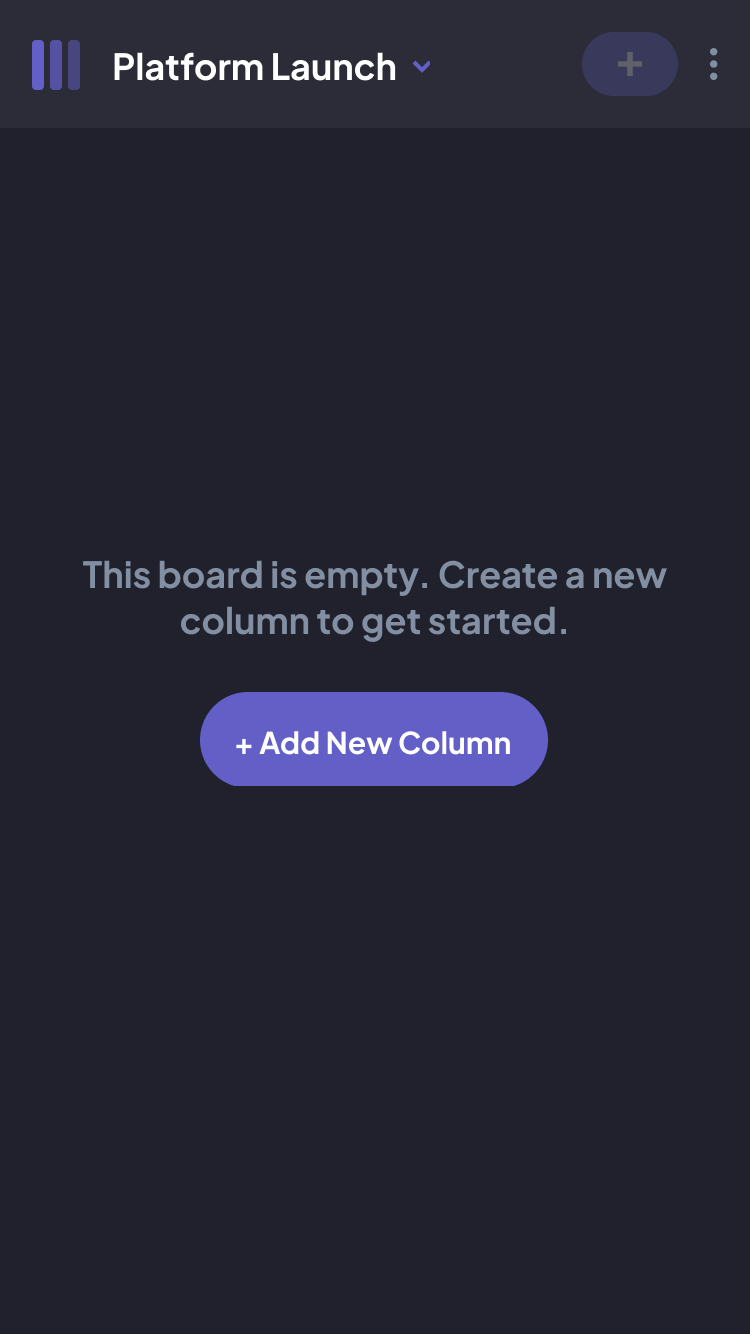 Platform Launch
+
This board is empty. Create a new
column to get started.
+ Add New Column